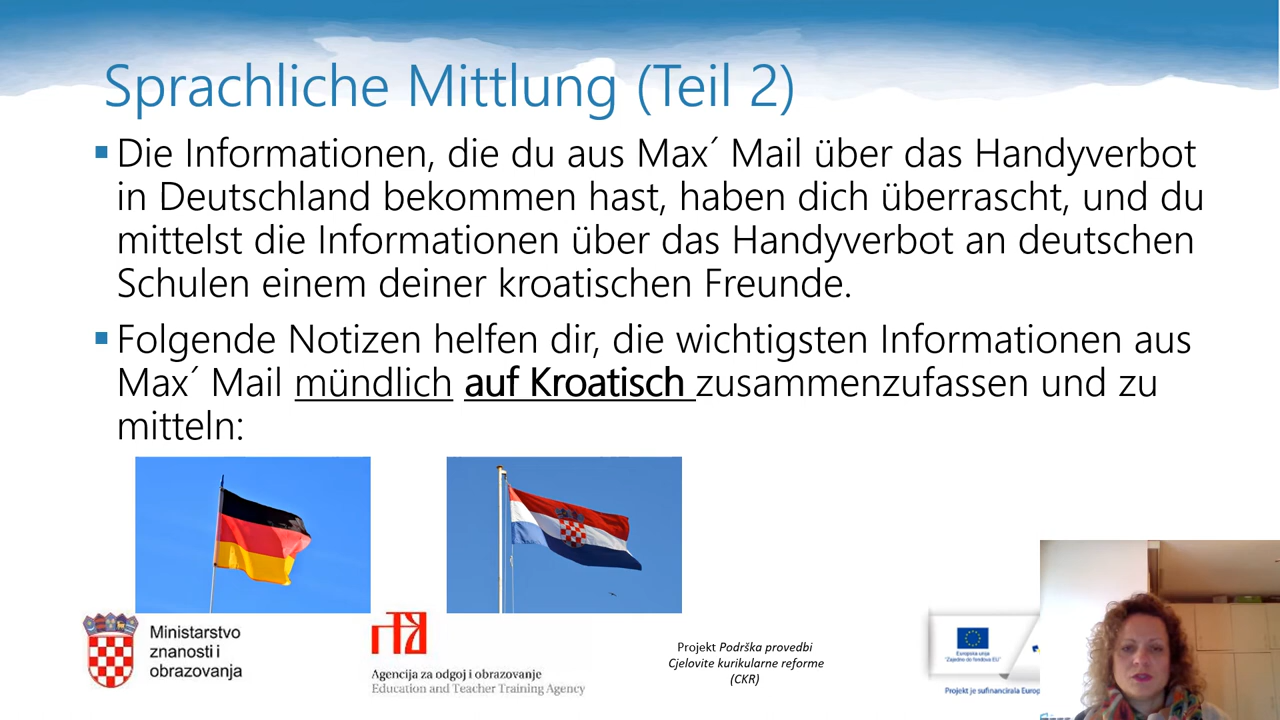 Sprachliche Mittlung (Teil 2)
Die Informationen, die du aus Max´ Mail über das Handyverbot
in Deutschland bekommen hast, haben dich überrascht, und du
mittelst die Informationen über das Handyverbot an deutschen
Schulen einem deiner kroatischen Freunde.
Folgende Notizen helfen dir, die wichtigsten Informationen aus
Max´ Mail mündlich auf Kroatisch zusammenzufassen und zu
mitteln:
Ministarstvo
znanosti i
obrazovanja
Agencija za odgoj i obrazovanje
Education and Teacher Training Agency
Projekt Podrška provedbi
Cjelovite kurikularne reforme
(CKR)
Europska unija
"Zajedno do fondova EU"
Projekt je sufinancirala